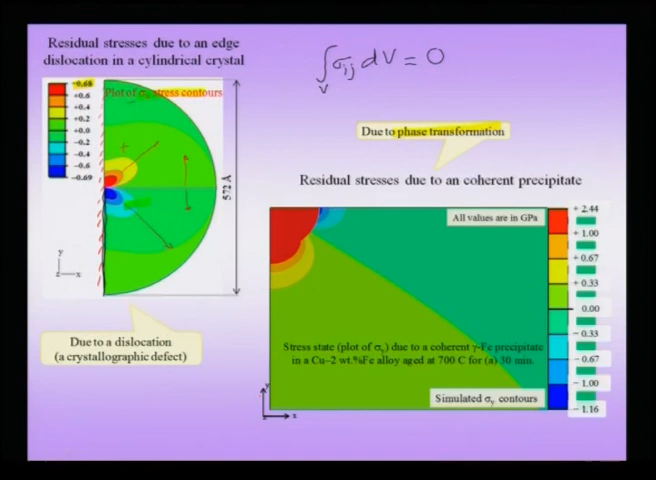 Residual stresses due to an edge
dislocation in a cylindrical crystal
∫σij dV = 0
V
+0.68
+0.6
+0.4
+0.2
+0.0
−0.2
−0.4
−0.6
−0.69
Plot of σx stress contours
+
572 Å
y
z
x
Due to a dislocation
(a crystallographic defect)
Due to phase transformation
Residual stresses due to an coherent precipitate
All values are in GPa
+ 2.44
+ 1.00
+ 0.67
+ 0.33
0.00
− 0.33
− 0.67
− 1.00
− 1.16
Stress state (plot of σy) due to a coherent γ-Fe precipitate
in a Cu–2 wt.%Fe alloy aged at 700 C for (a) 30 min.
Simulated σy contours
y
x